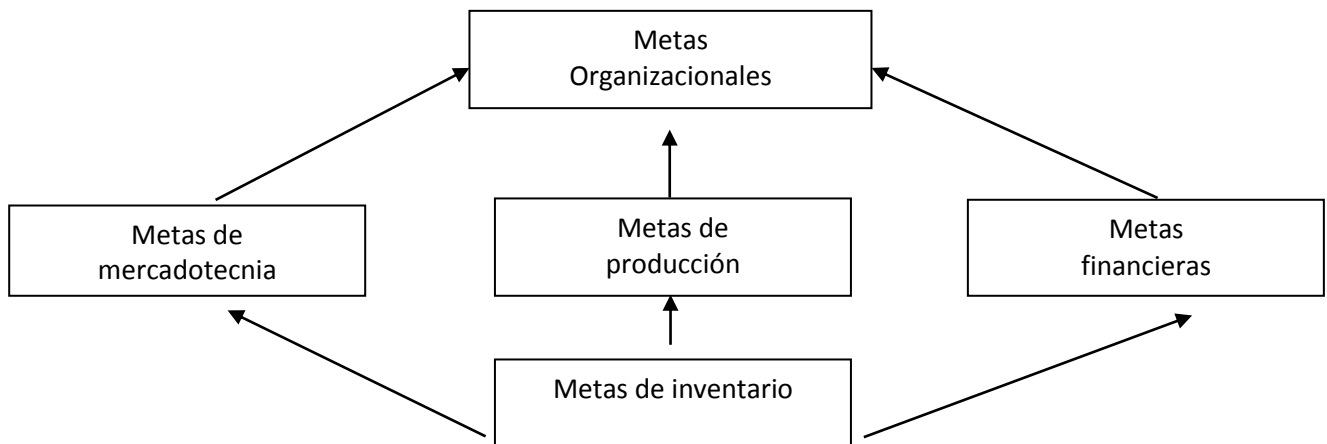 Metas
Organizacionales
Metas de
mercadotecnia
Metas de
producción
Metas
financieras
Metas de inventario